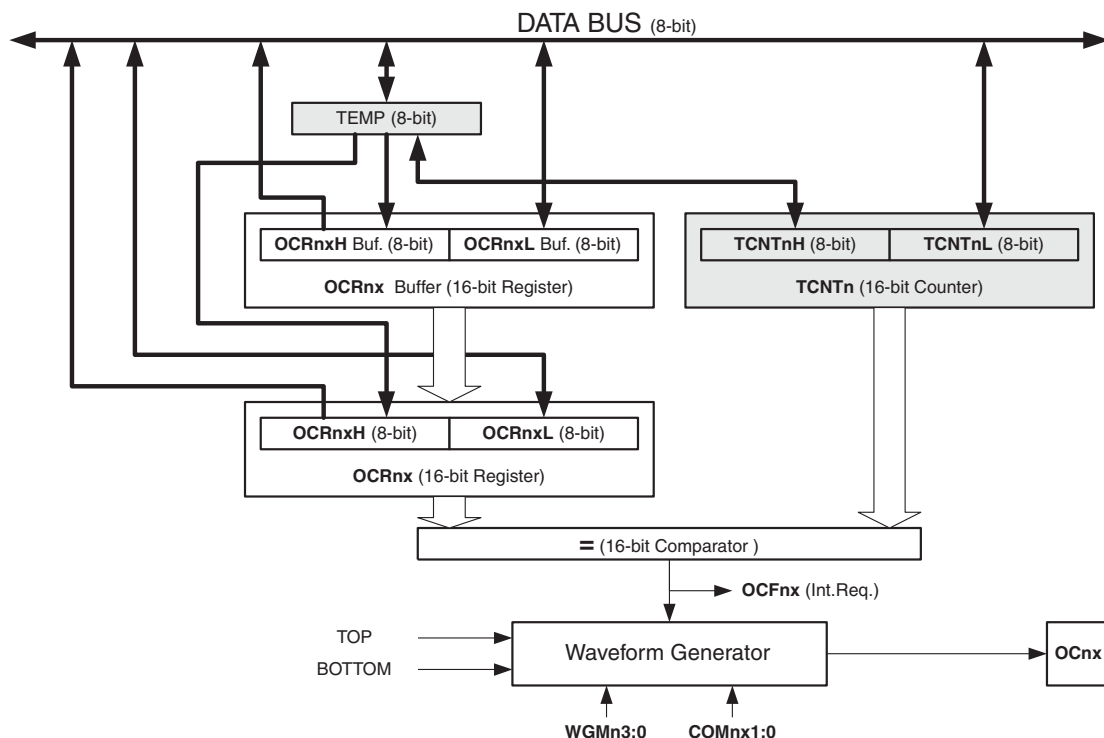 DATA BUS (8-bit)
TEMP (8-bit)
OCRnxH Buf. (8-bit) OCRnxL Buf. (8-bit)
OCRnx Buffer (16-bit Register)
TCNTnH (8-bit) TCNTnL (8-bit)
TCNTn (16-bit Counter)
OCRnxH (8-bit) OCRnxL (8-bit)
OCRnx (16-bit Register)
= (16-bit Comparator )
OCFnx (Int.Req.)
TOP
BOTTOM
Waveform Generator
OCnx
WGMn3:0 COMnx1:0